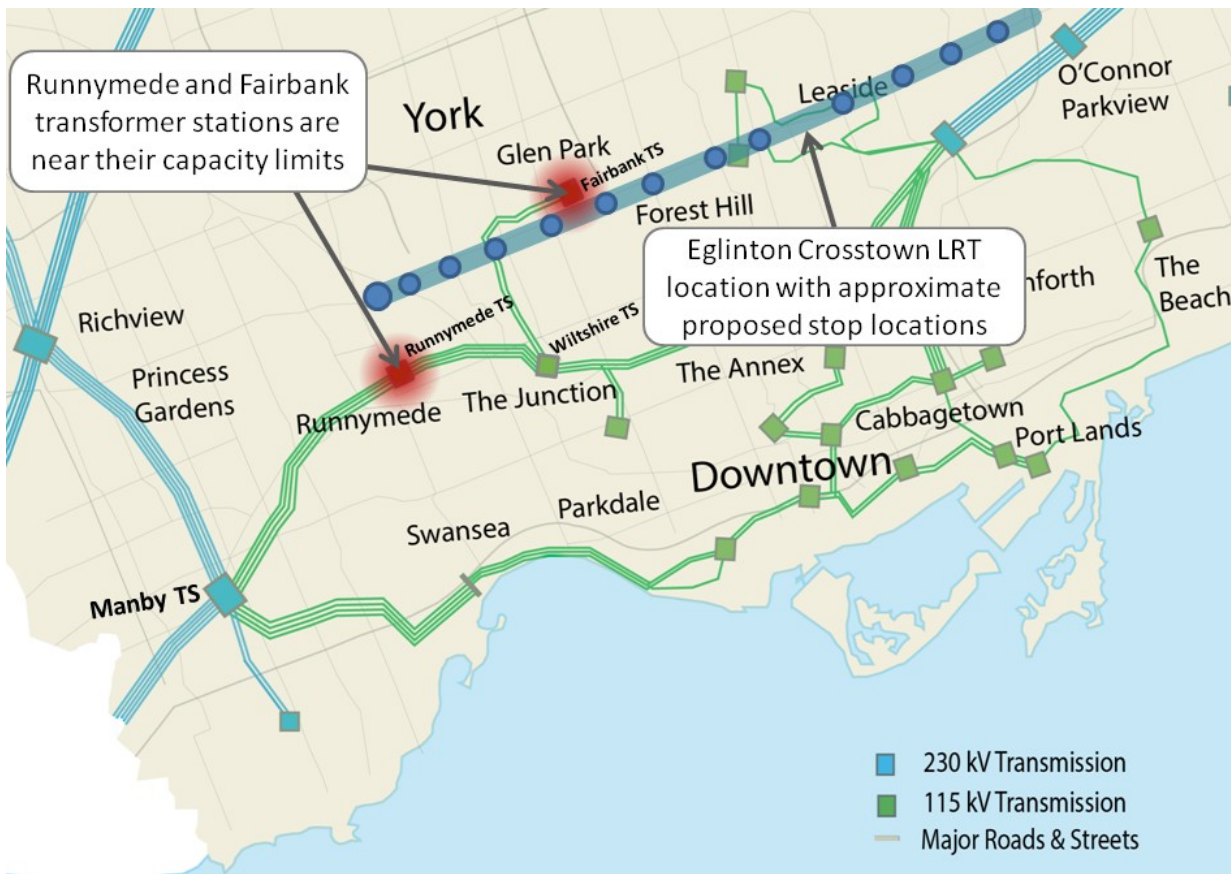 Runnymede and Fairbank
transformer stations are
near their capacity limits
York
Glen Park
Fairbank TS
Leaside
O'Connor
Parkview
Forest Hill
Eglinton Crosstown LRT
location with approximate
proposed stop locations
nforth
The
Beach
Richview
Princess
Gardens
Runnymede TS
Wiltshire TS
Runnymede
The Junction
The Annex
Cabbagetown
Port Lands
Downtown
Parkdale
Swansea
Manby TS
230 kV Transmission
115 kV Transmission
Major Roads & Streets